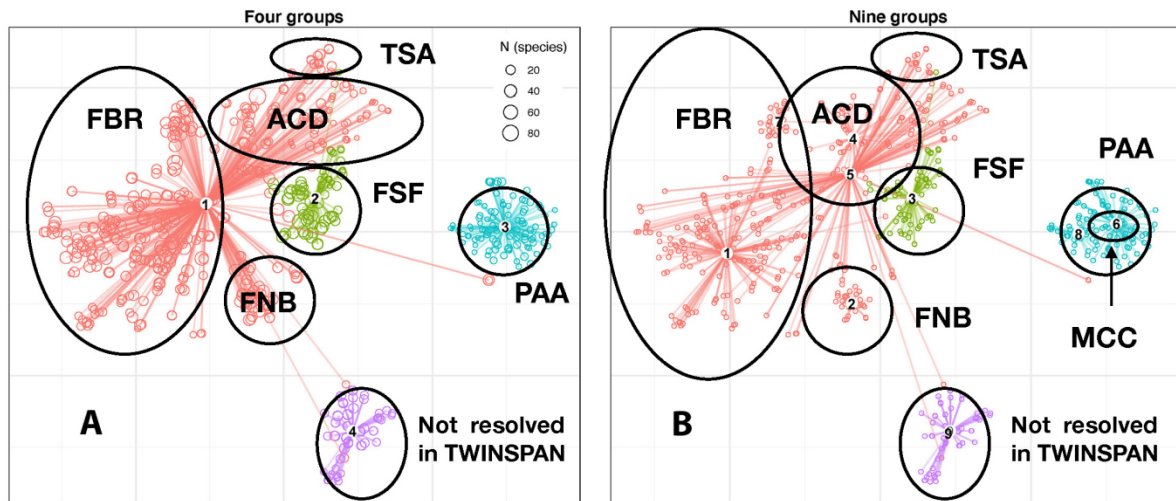 Four groups
TSA
N (species)
20
40
60
80
FBR
ACD
FSF
1
2
3
PAA
FNB
A
4
Not resolved
in TWINSPAN
Nine groups
TSA
FBR
7
ACD
4
5
FSF
3
PAA
8
6
1
2
FNB
MCC
B
9
Not resolved
in TWINSPAN